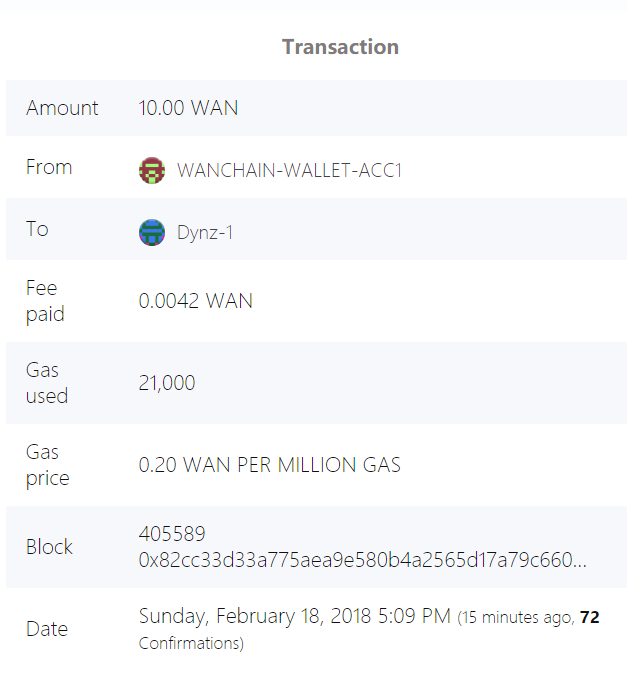 Transaction
Amount 10.00 WAN
From WANCHAIN-WALLET-ACC1
To Dynz-1
Fee
paid
0.0042 WAN
Gas
used
21,000
Gas
price
0.20 WAN PER MILLION GAS
Block
405589
0x82cc33d33a775aea9e580b4a2565d17a79c660...
Date
Sunday, February 18, 2018 5:09 PM (15 minutes ago, 72
Confirmations)